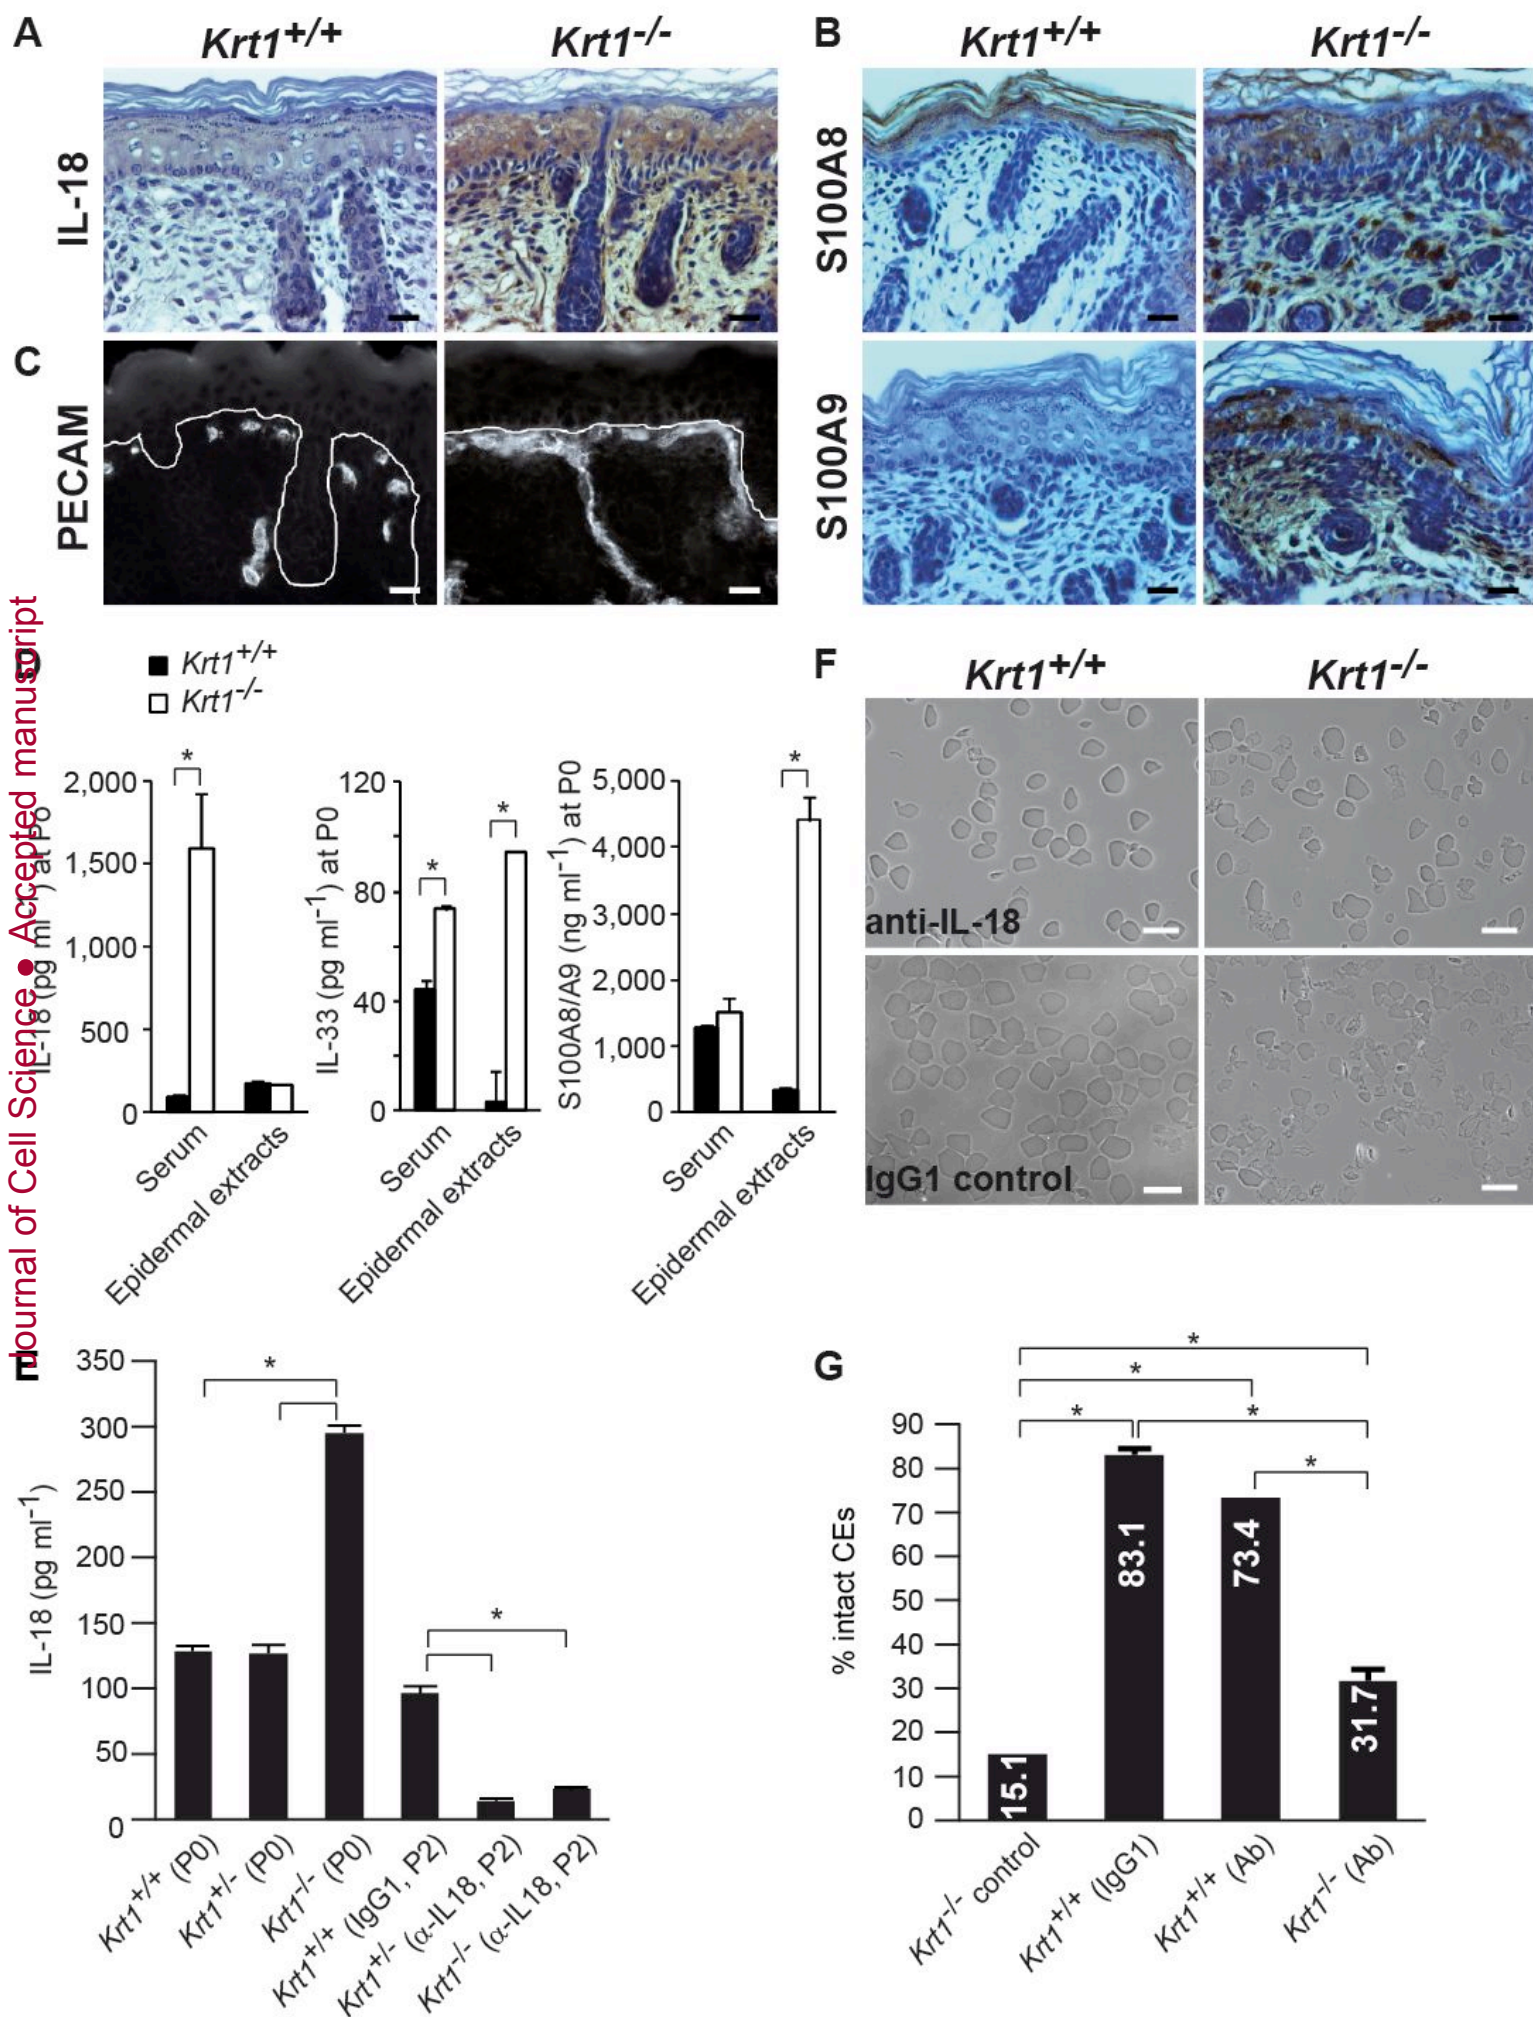 A
Krt1+/+
Krt1-/-
IL-18
B
Krt1+/+
Krt1-/-
S100A8
S100A9
C
PECAM
Journal of Cell Science ● Accepted manuscript
D
Krt1+/+
Krt1-/-
IL-18 (pg ml-1) at P0
2,000
1,500
1,000
500
0
*
Serum
Epidermal extracts
IL-33 (pg ml-1) at P0
120
80
40
0
*
*
Serum
Epidermal extracts
S100A8/A9 (ng ml-1) at P0
5,000
4,000
3,000
2,000
1,000
0
*
Serum
Epidermal extracts
F
Krt1+/+
Krt1-/-
anti-IL-18
IgG1 control
E
IL-18 (pg ml-1)
350
300
250
200
150
100
50
0
*
*
Krt1+/+ (P0)
Krt1+/- (P0)
Krt1-/- (P0)
Krt1+/+ (IgG1, P2)
Krt1+/- (α-IL18, P2)
Krt1-/- (α-IL18, P2)
G
% intact CEs
90
80
70
60
50
40
30
20
10
0
*
*
*
*
*
15.1
83.1
73.4
31.7
Krt1-/- control
Krt1+/+ (IgG1)
Krt1+/+ (Ab)
Krt1-/- (Ab)